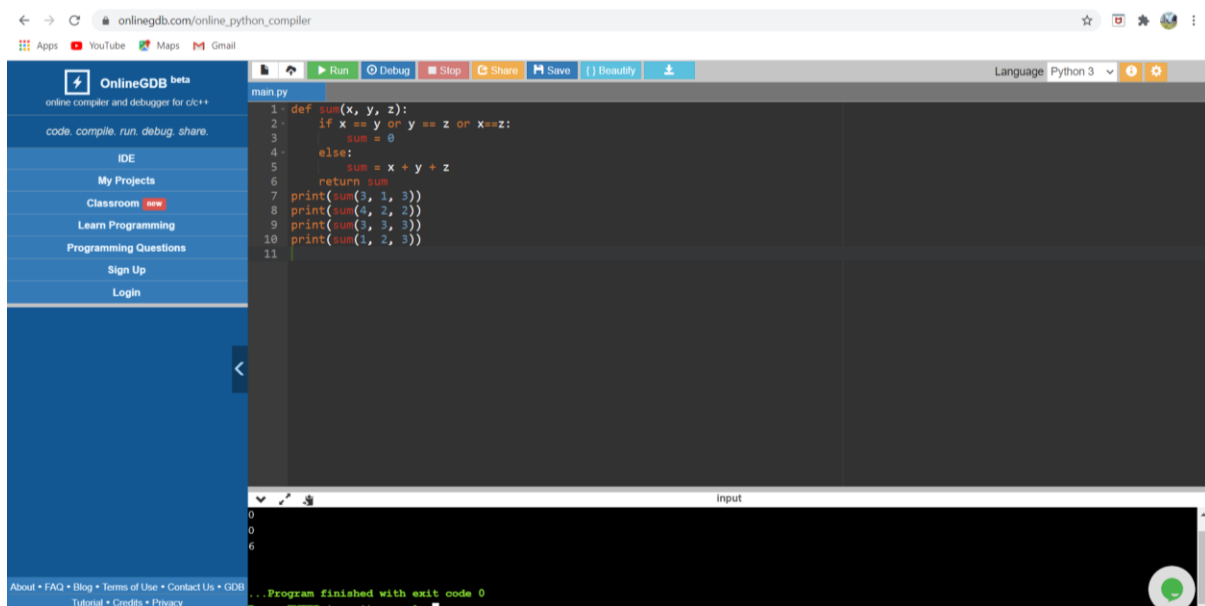 onlinegdb.com/online_python_compiler
Apps YouTube Maps Gmail
OnlineGDB beta
online compiler and debugger for c/c++
code. compile. run. debug. share.
IDE
My Projects
Classroom new
Learn Programming
Programming Questions
Sign Up
Login
About • FAQ • Blog • Terms of Use • Contact Us • GDB
Tutorial • Credits • Privacy
Run Debug Stop Share Save { } Beautify
Language Python 3
main.py
1 def sum(x, y, z):
2 if x == y or y == z or x==z:
3 sum = 0
4 else:
5 sum = x + y + z
6 return sum
7 print(sum(3, 1, 3))
8 print(sum(4, 2, 2))
9 print(sum(3, 3, 3))
10 print(sum(1, 2, 3))
11
input
0
0
6
...Program finished with exit code 0